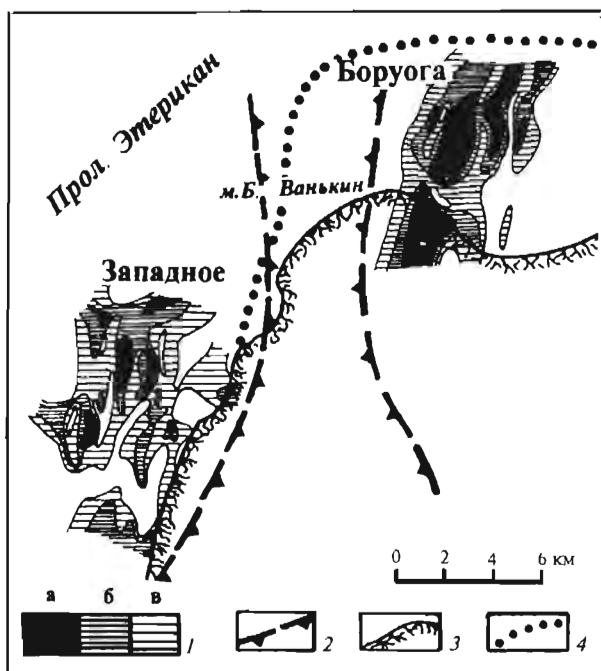 Боруога
Прол. Этерикан
м.Б. Ванькин
Западное
0 2 4 6 км
а б в
1 2 3 4